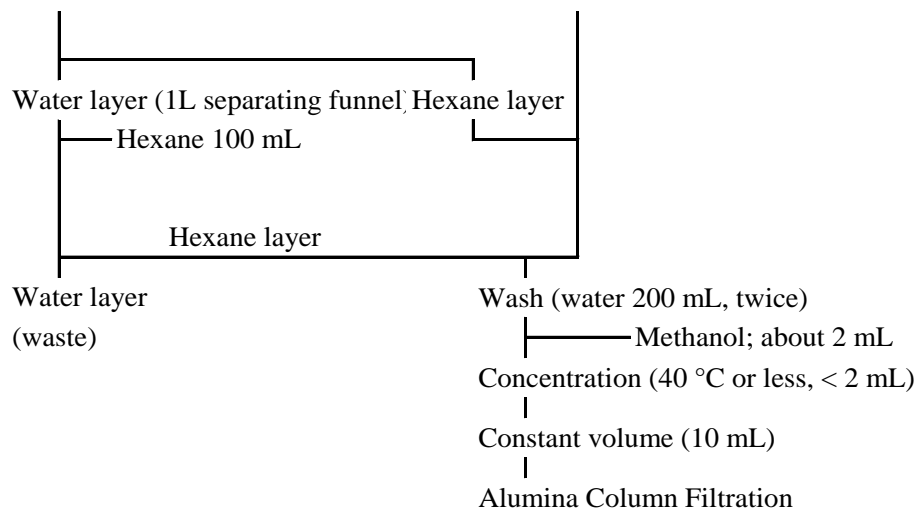 Water layer (1L separating funnel) Hexane layer
Hexane 100 mL
Hexane layer
Water layer
(waste)
Wash (water 200 mL, twice)
Methanol; about 2 mL
Concentration (40 °C or less, < 2 mL)
Constant volume (10 mL)
Alumina Column Filtration